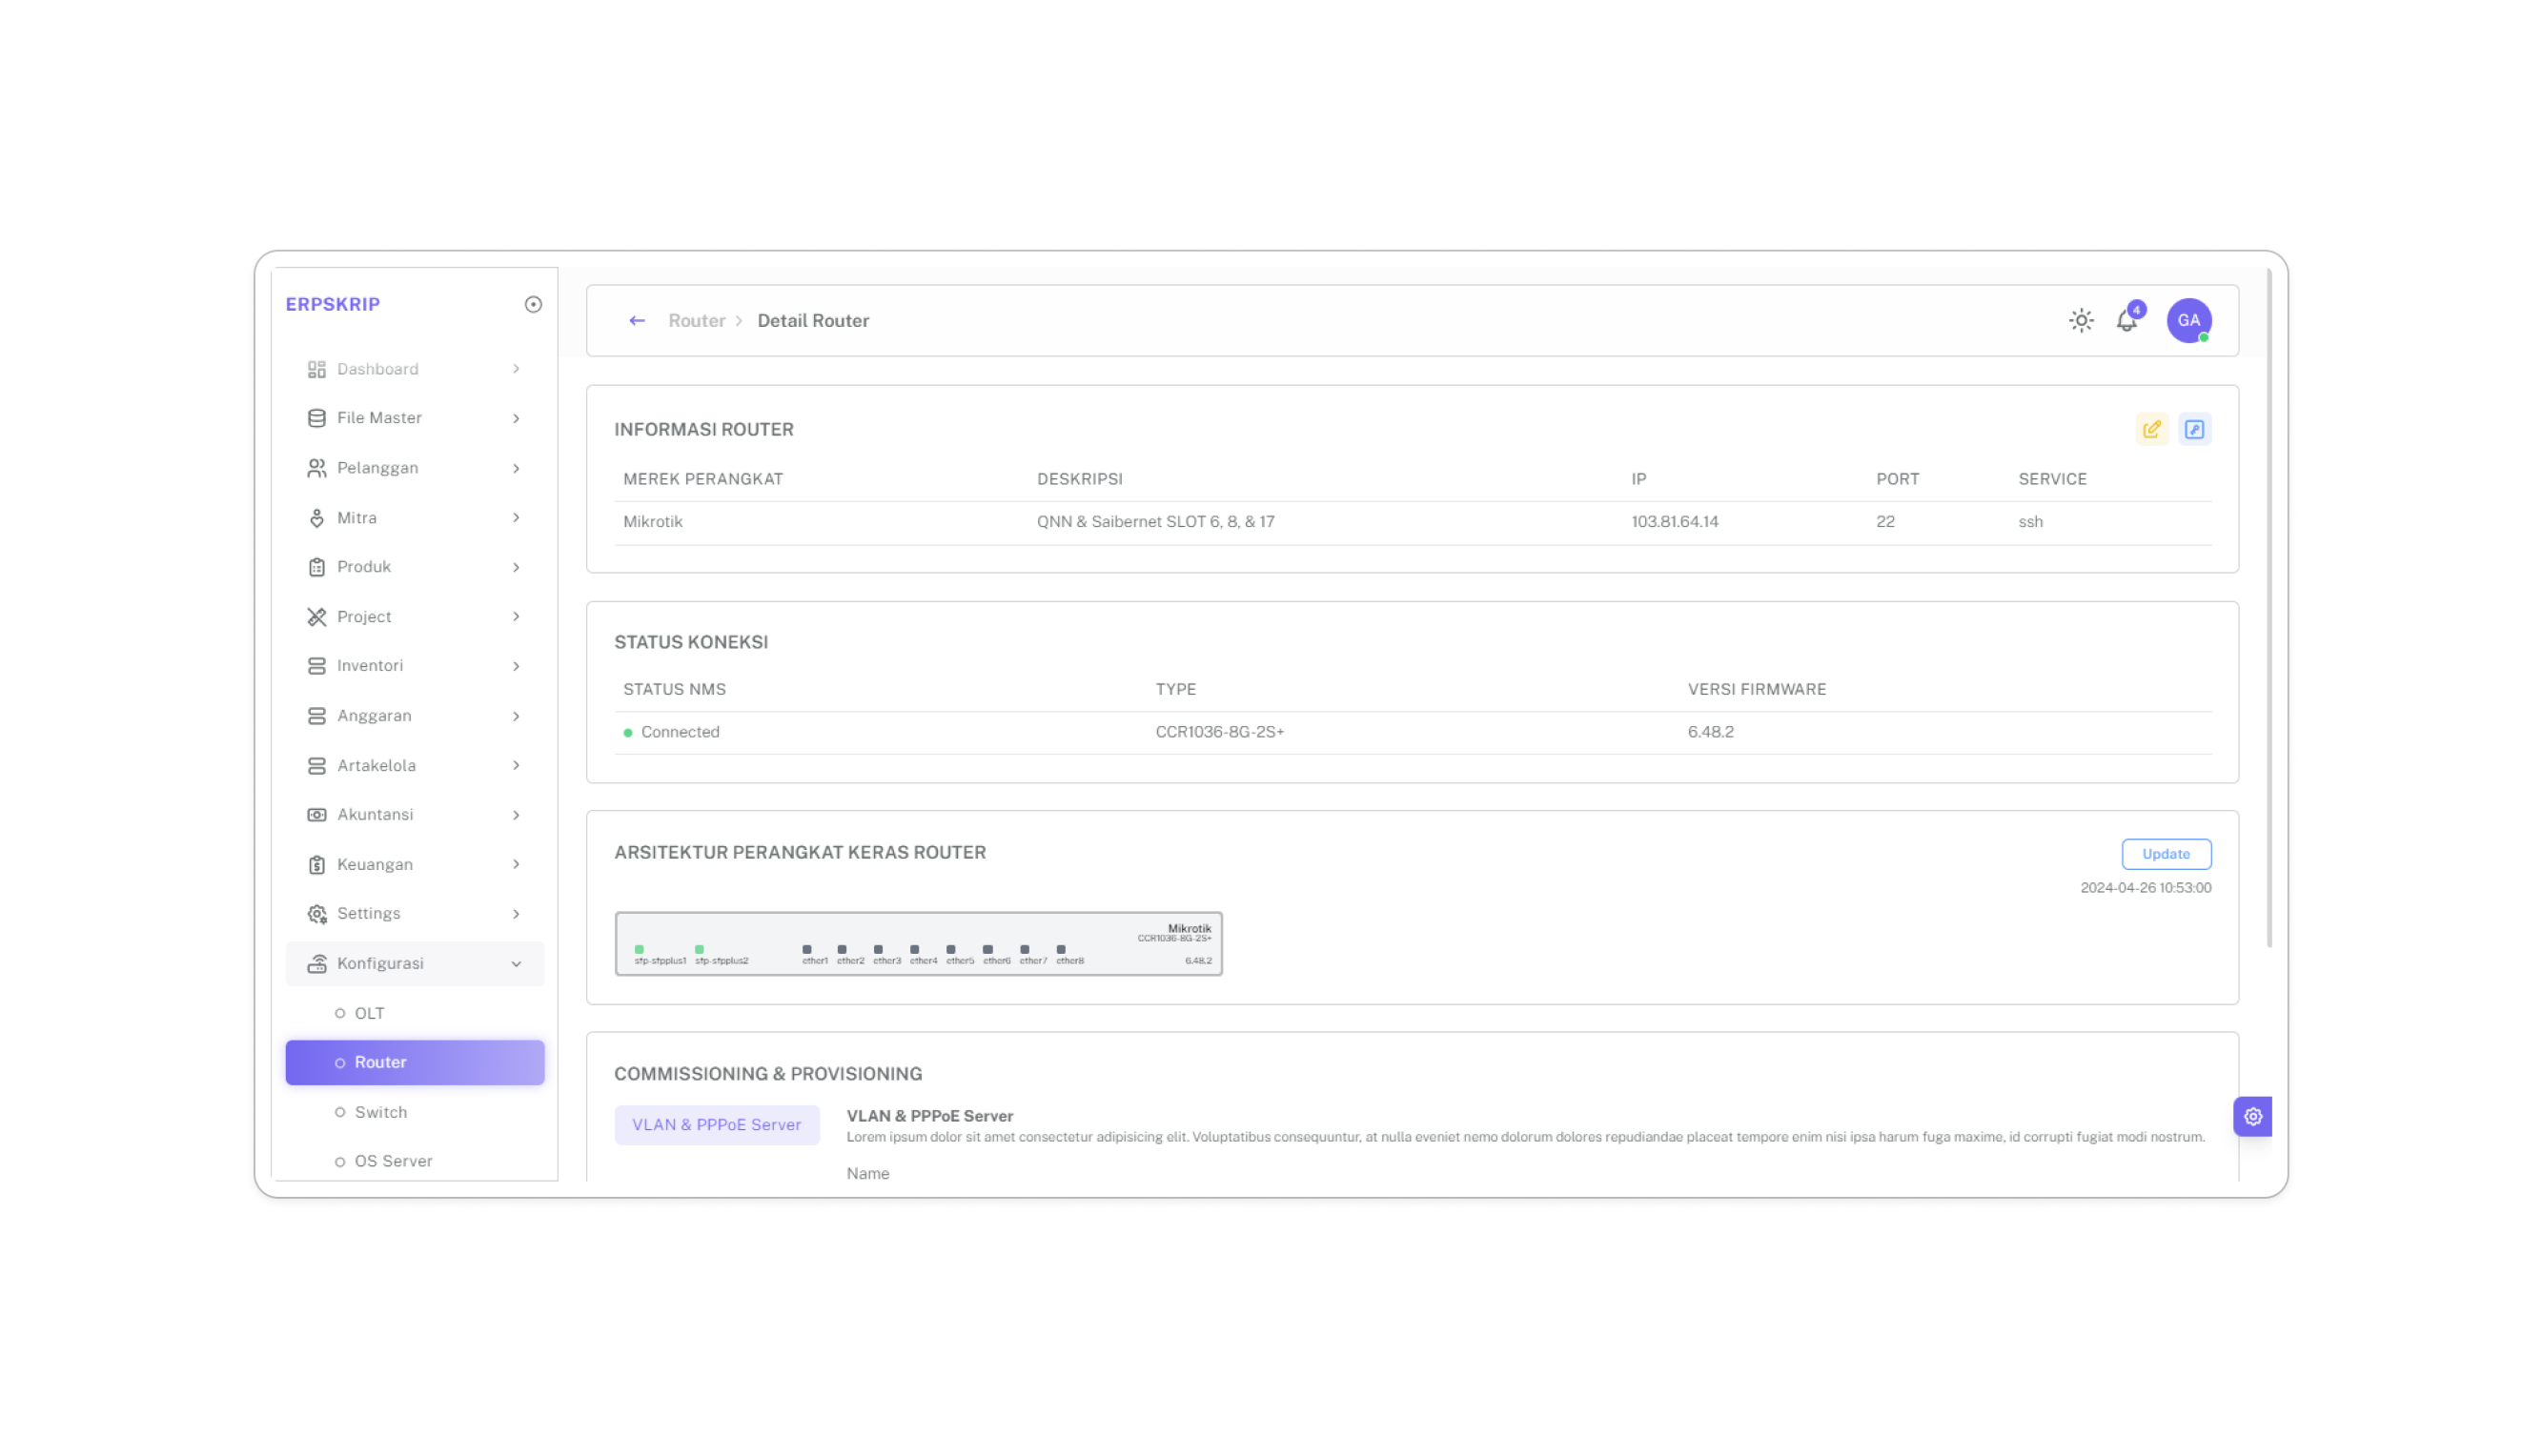 ERPSKRIP
Dashboard
File Master
Pelanggan
Mitra
Produk
Project
Inventori
Anggaran
Artakelola
Akuntansi
Keuangan
Settings
Konfigurasi
OLT
Router
Switch
OS Server
Router > Detail Router
4
GA
INFORMASI ROUTER
MEREK PERANGKAT DESKRIPSI IP PORT SERVICE
Mikrotik QNN & Saibernet SLOT 6, 8, & 17 103.81.64.14 22 ssh
STATUS KONEKSI
STATUS NMS TYPE VERSI FIRMWARE
Connected CCR1036-8G-2S+ 6.48.2
ARSITEKTUR PERANGKAT KERAS ROUTER
Update
2024-04-26 10:53:00
Mikrotik
CCR1036-8G-2S+
sfp-sfpplus1 sfp-sfpplus2 ether1 ether2 ether3 ether4 ether5 ether6 ether7 ether8 6.48.2
COMMISSIONING & PROVISIONING
VLAN & PPPoE Server
VLAN & PPPoE Server
Lorem ipsum dolor sit amet consectetur adipisicing elit. Voluptatibus consequuntur, at nulla eveniet nemo dolorum dolores repudiandae placeat tempore enim nisi ipsa harum fuga maxime, id corrupti fugiat modi nostrum.
Name